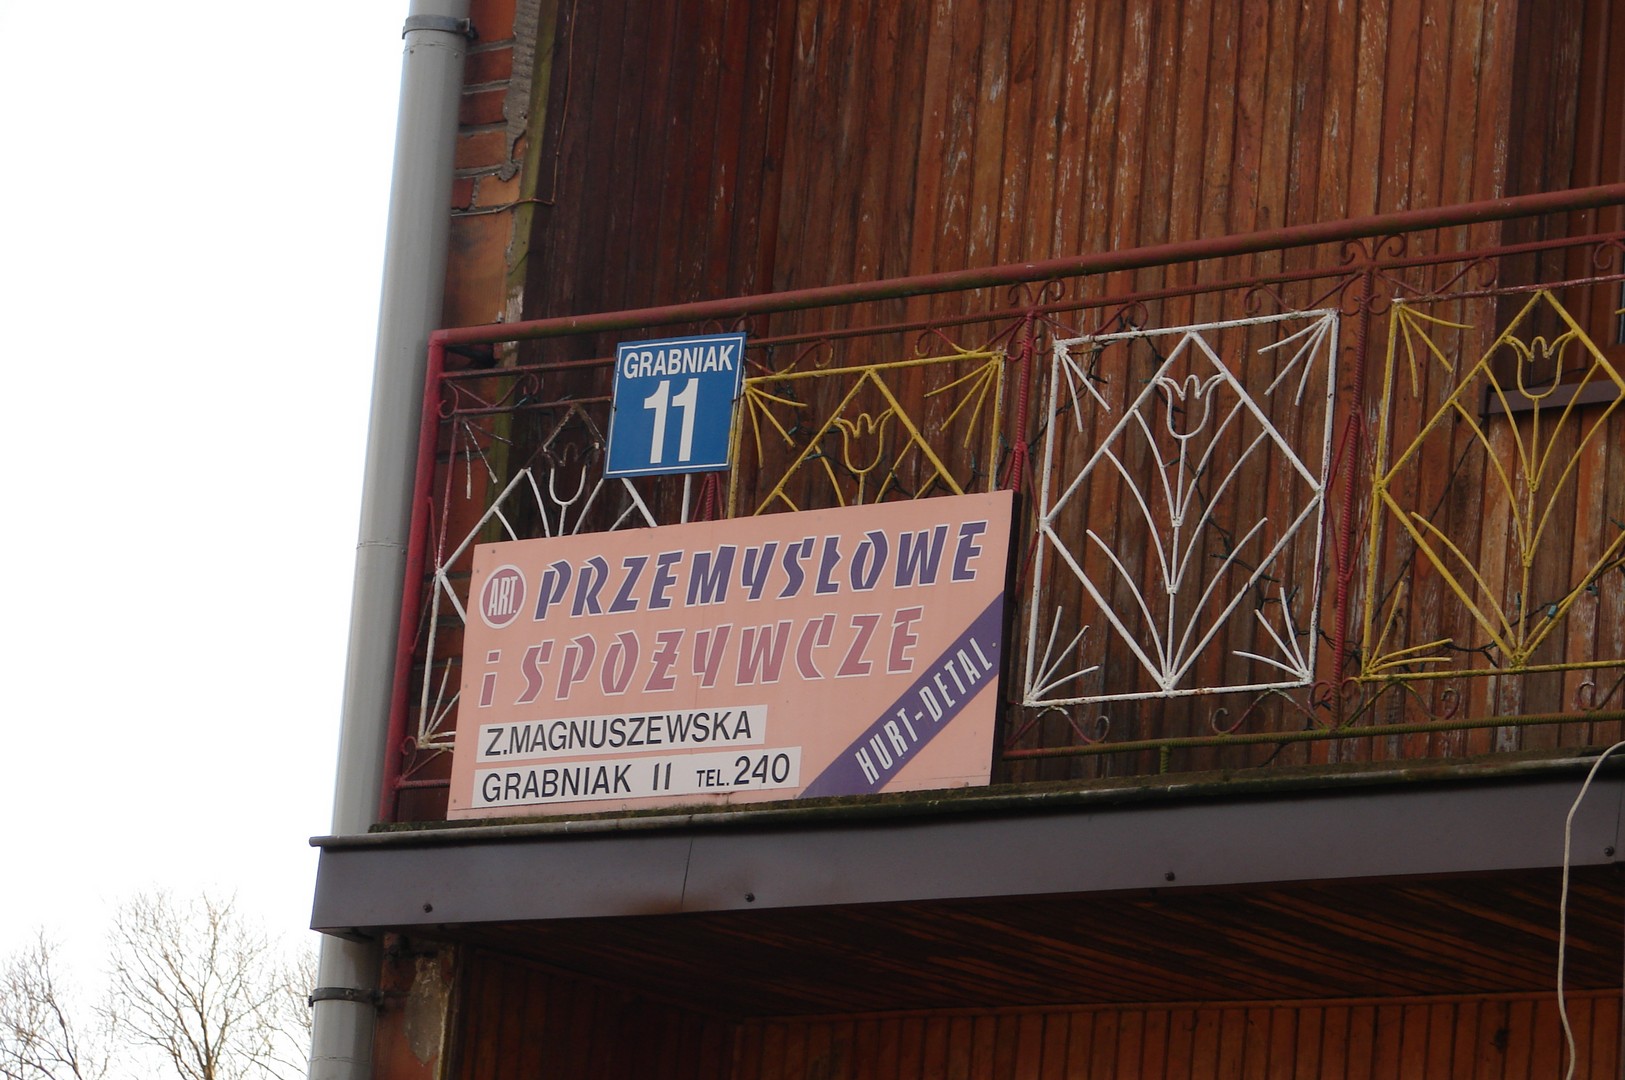 GRABNIAK
11
ART. PRZEMYSŁOWE
i SPOŻYWCZE
HURT-DETAL
Z.MAGNUSZEWSKA
GRABNIAK 11 TEL. 240